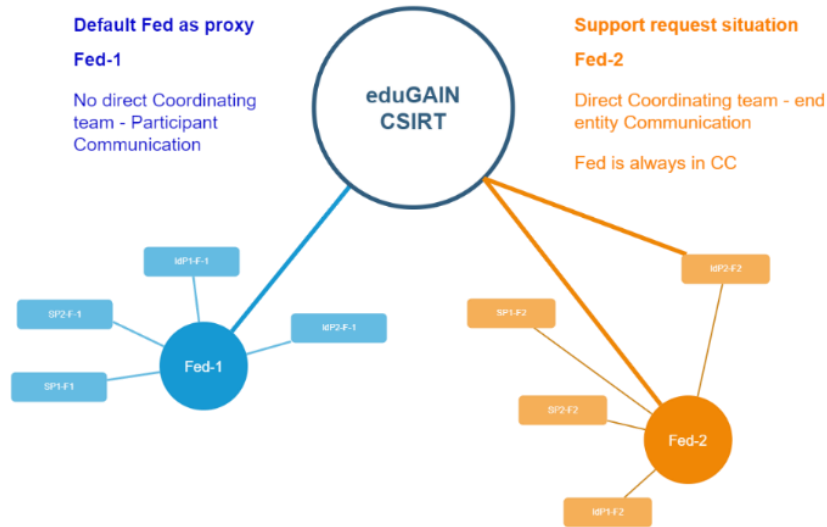 Default Fed as proxy
Fed-1
No direct Coordinating
team - Participant
Communication
eduGAIN
CSIRT
Support request situation
Fed-2
Direct Coordinating team - end
entity Communication
Fed is always in CC
IdP1-F-1
SP2-F-1
IdP2-F-1
Fed-1
SP1-F1
IdP2-F2
SP1-F2
SP2-F2
Fed-2
IdP1-F2